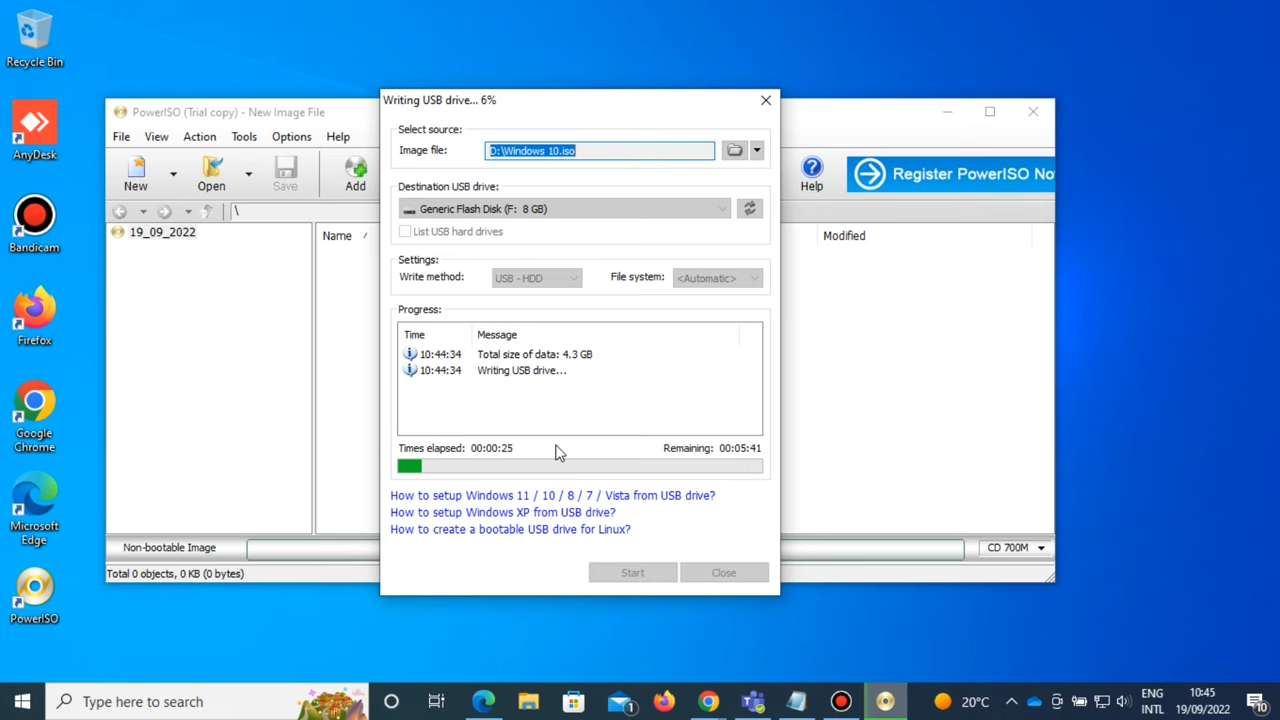 Recycle Bin
AnyDesk
Bandicam
Firefox
Google
Chrome
Microsoft
Edge
PowerISO
PowerISO (Trial copy) - New Image File
File View Action Tools Options Help
New Open Save Add Help
Register PowerISO No
\
19_09_2022
Name Modified
Non-bootable Image CD 700M
Total 0 objects, 0 KB (0 bytes)
Writing USB drive... 6%
Select source:
Image file: D:\Windows 10.iso
Destination USB drive:
Generic Flash Disk (F: 8 GB)
List USB hard drives
Settings:
Write method: USB - HDD File system: <Automatic>
Progress:
Time Message
10:44:34 Total size of data: 4.3 GB
10:44:34 Writing USB drive...
Times elapsed: 00:00:25 Remaining: 00:05:41
How to setup Windows 11 / 10 / 8 / 7 / Vista from USB drive?
How to setup Windows XP from USB drive?
How to create a bootable USB drive for Linux?
Start Close
Type here to search
1
20°C
ENG
INTL
10:45
19/09/2022
10